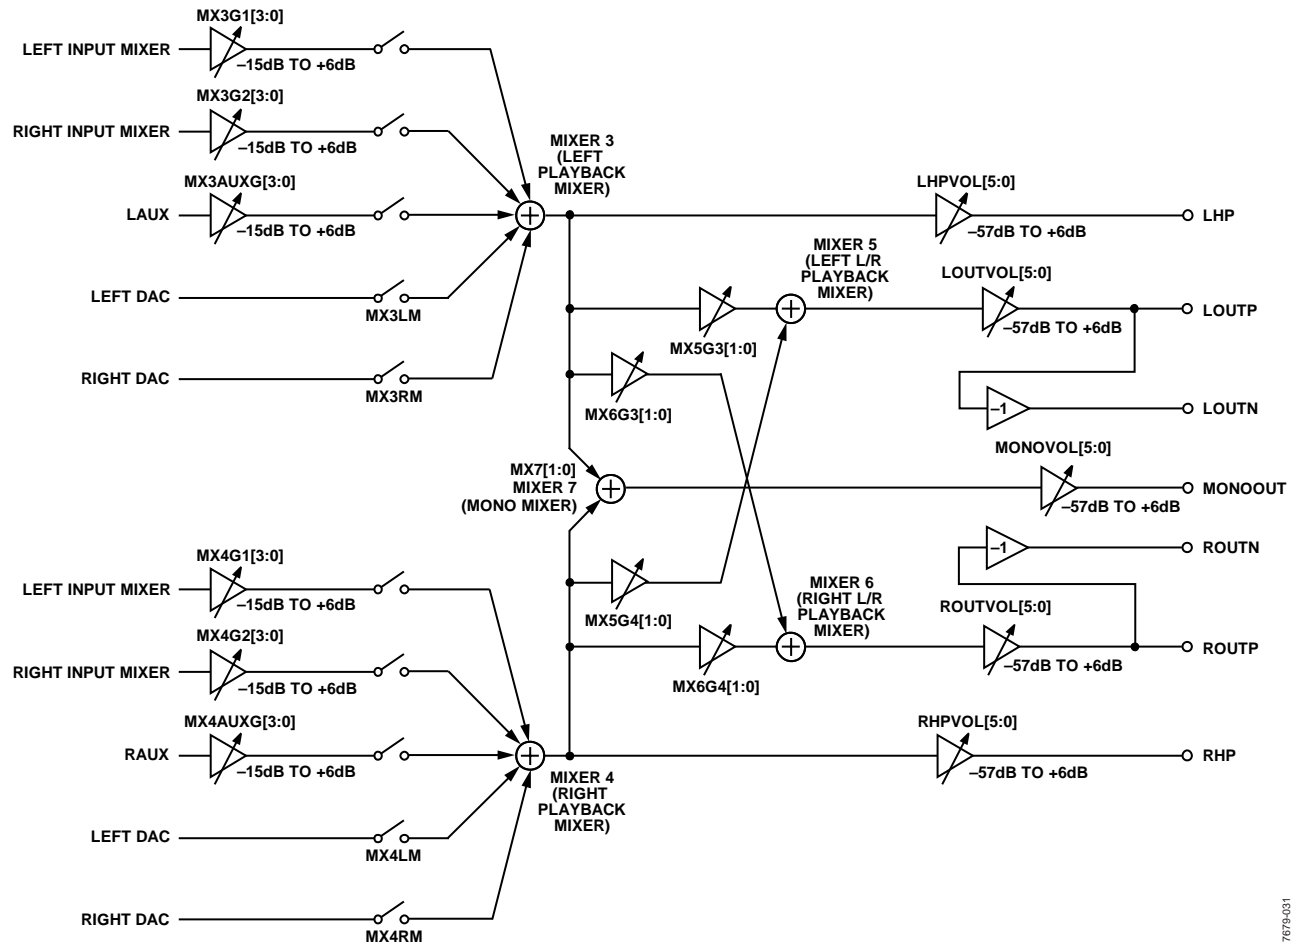 MX3G1[3:0]
LEFT INPUT MIXER
–15dB TO +6dB
MX3G2[3:0]
RIGHT INPUT MIXER
–15dB TO +6dB
MX3AUXG[3:0]
LAUX
–15dB TO +6dB
LEFT DAC
MX3LM
RIGHT DAC
MX3RM
MIXER 3
(LEFT
PLAYBACK
MIXER)
LHPVOL[5:0]
–57dB TO +6dB
LHP
MIXER 5
(LEFT L/R
PLAYBACK
MIXER)
LOUTVOL[5:0]
–57dB TO +6dB
LOUTP
MX5G3[1:0]
MX6G3[1:0]
–1
LOUTN
MX7[1:0]
MIXER 7
(MONO MIXER)
MONOVOL[5:0]
–57dB TO +6dB
MONOOUT
–1
ROUTN
MX5G4[1:0]
MIXER 6
(RIGHT L/R
PLAYBACK
MIXER)
ROUTVOL[5:0]
–57dB TO +6dB
ROUTP
MX6G4[1:0]
MX4G1[3:0]
LEFT INPUT MIXER
–15dB TO +6dB
MX4G2[3:0]
RIGHT INPUT MIXER
–15dB TO +6dB
MX4AUXG[3:0]
RAUX
–15dB TO +6dB
RHPVOL[5:0]
–57dB TO +6dB
RHP
MIXER 4
(RIGHT
PLAYBACK
MIXER)
LEFT DAC
MX4LM
RIGHT DAC
MX4RM
7679-031